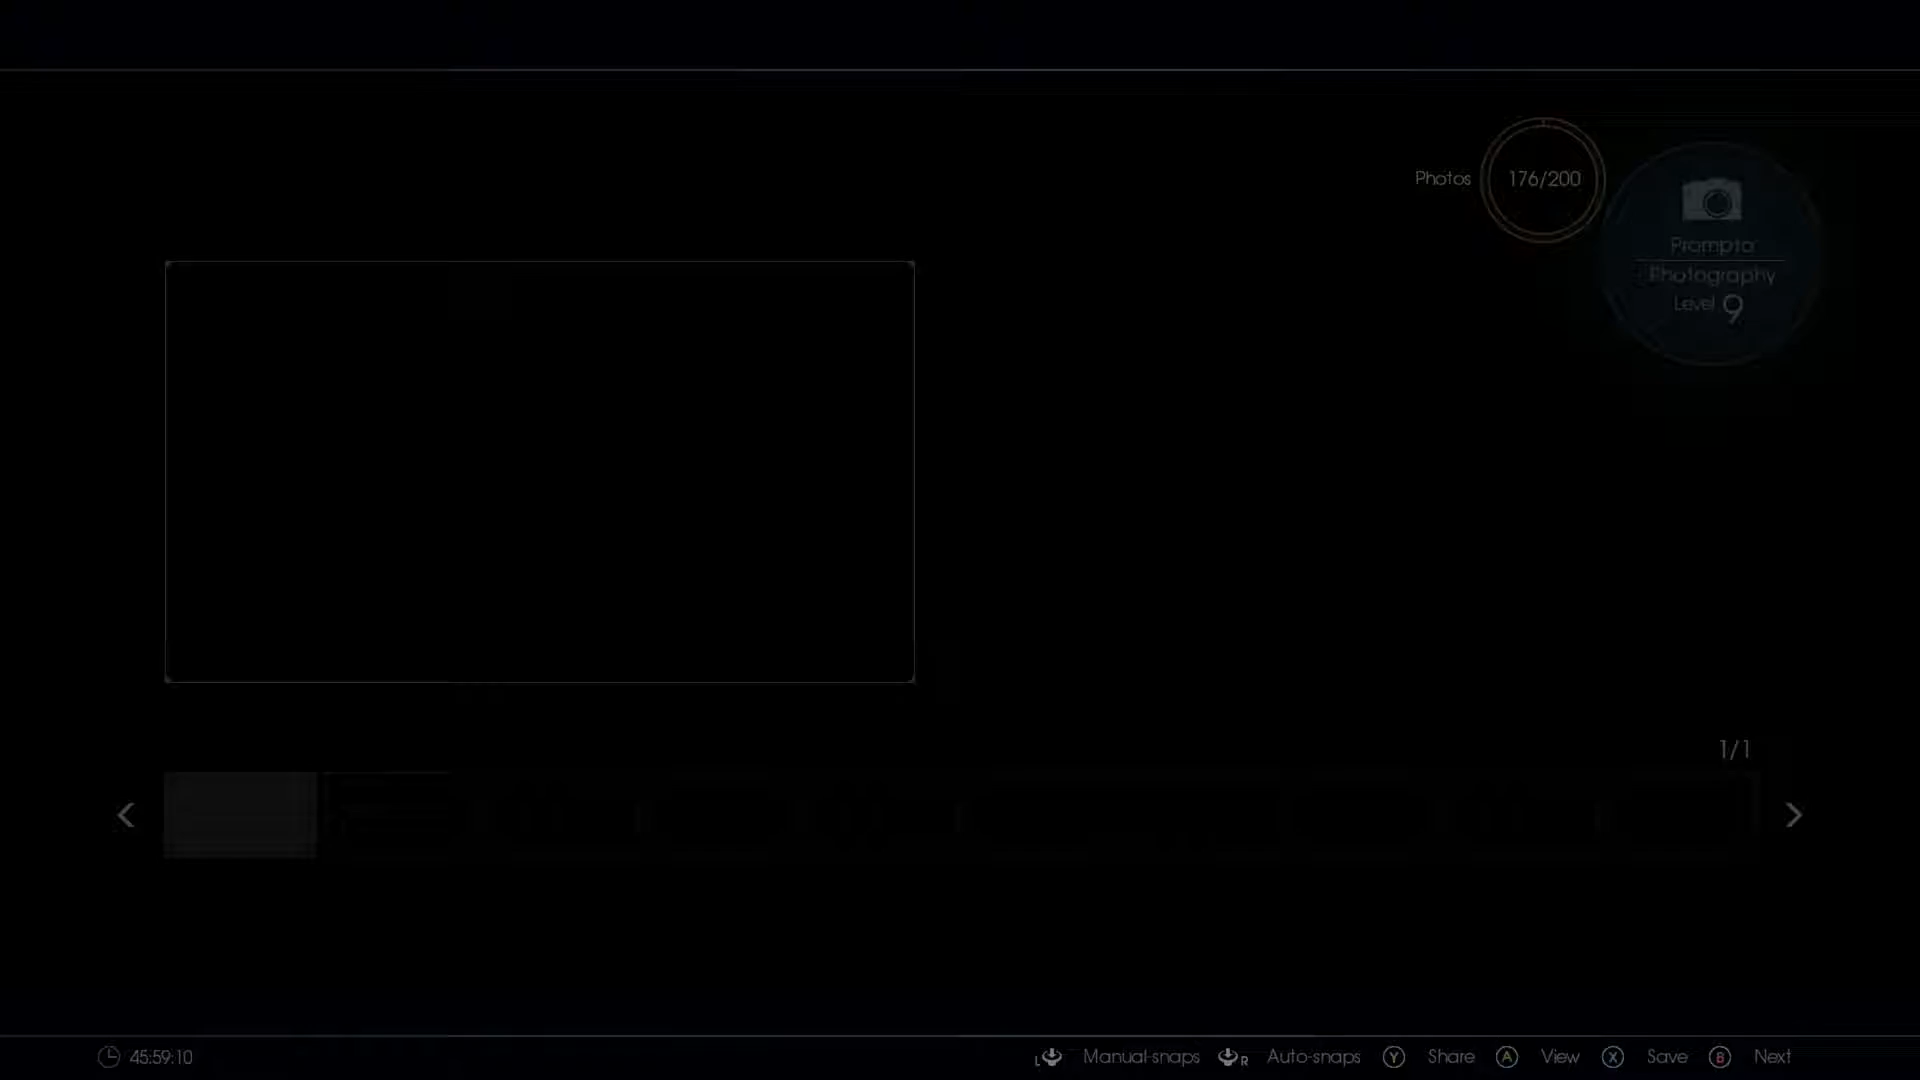 Photos 176/200
Prompto
Photography
Level 9
1/1
45:59:10 L Manual-snaps R Auto-snaps Y Share A View X Save B Next